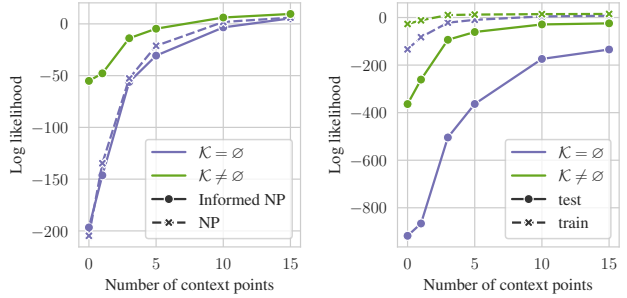 0
−50
−100
−150
−200
Log likelihood
0
5
10
15
Number of context points
𝒦 = ∅
𝒦 ≠ ∅
Informed NP
NP
0
−200
−400
−600
−800
Log likelihood
0
5
10
15
Number of context points
𝒦 = ∅
𝒦 ≠ ∅
test
train